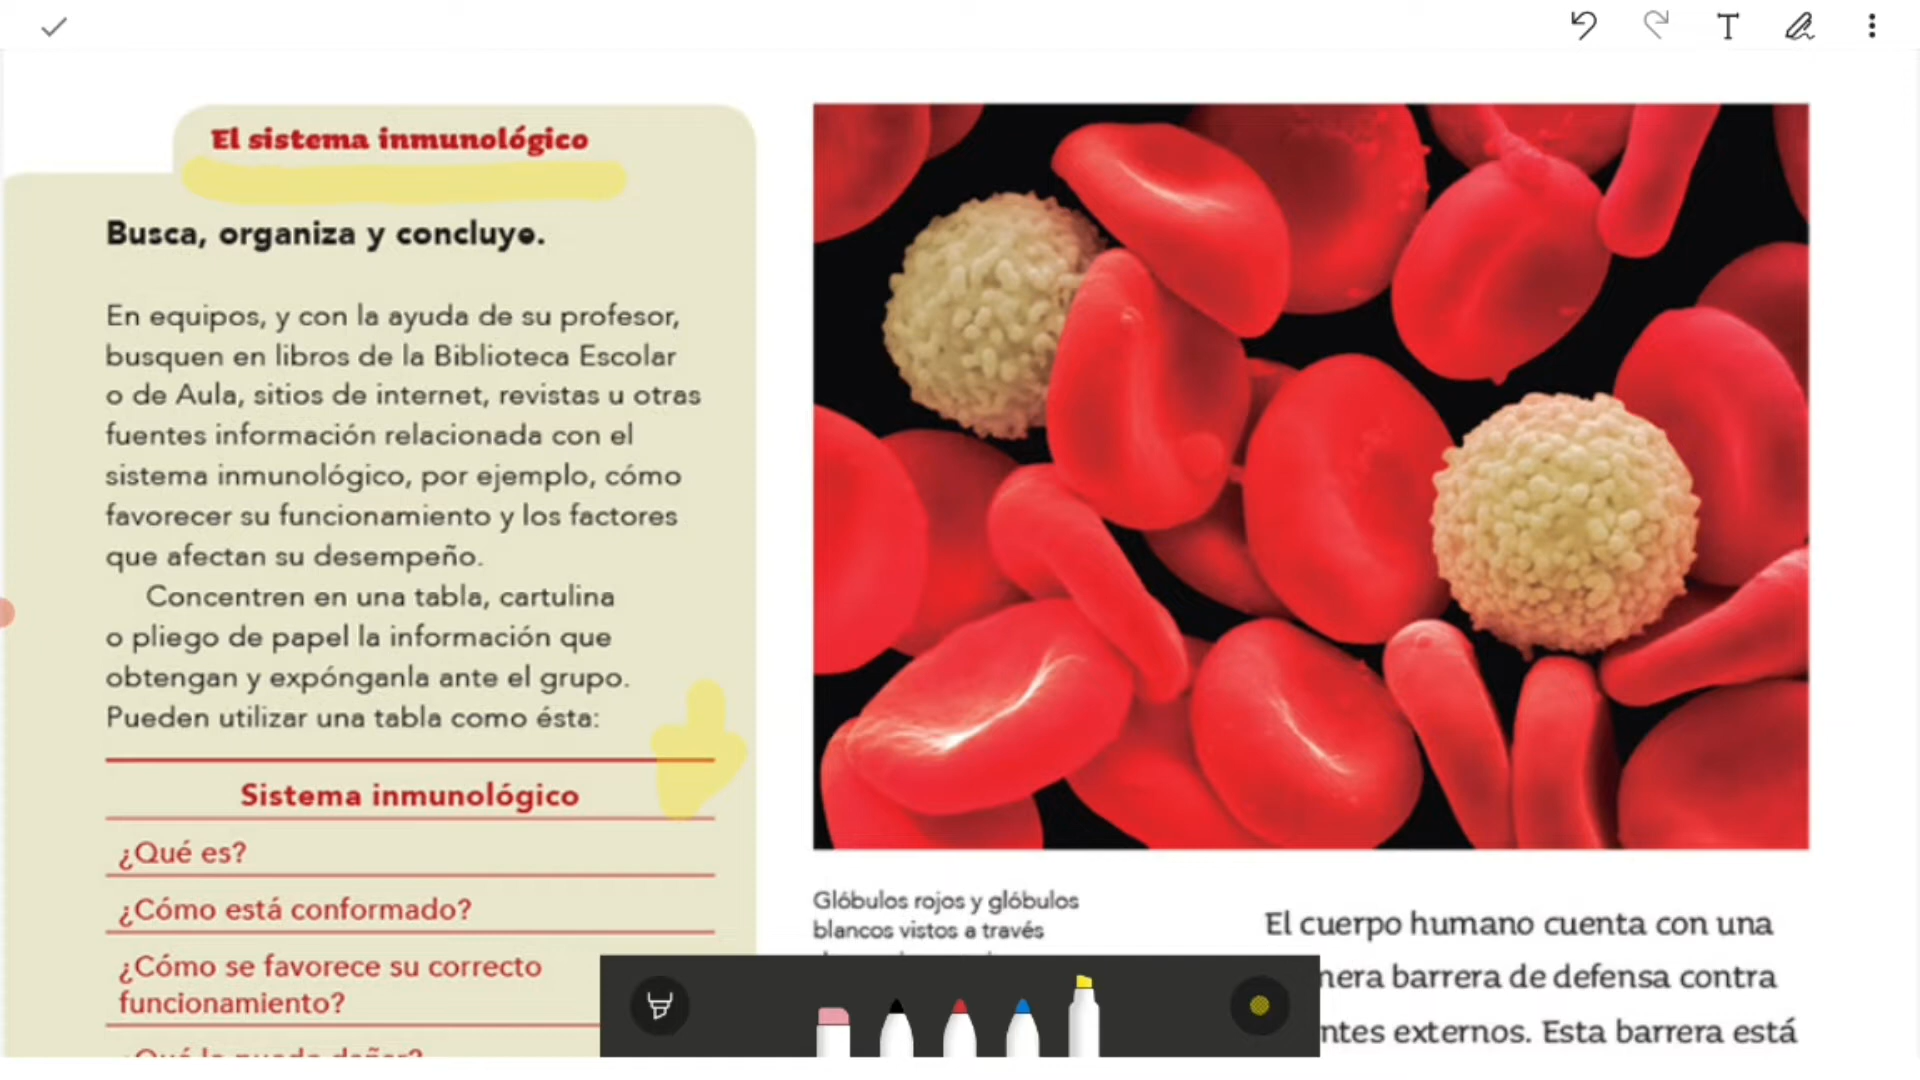 El sistema inmunológico
Busca, organiza y concluye.
En equipos, y con la ayuda de su profesor,
busquen en libros de la Biblioteca Escolar
o de Aula, sitios de internet, revistas u otras
fuentes información relacionada con el
sistema inmunológico, por ejemplo, cómo
favorecer su funcionamiento y los factores
que afectan su desempeño.
Concentren en una tabla, cartulina
o pliego de papel la información que
obtengan y expónganla ante el grupo.
Pueden utilizar una tabla como ésta:
Sistema inmunológico
¿Qué es?
¿Cómo está conformado?
¿Cómo se favorece su correcto
funcionamiento?
Glóbulos rojos y glóbulos
blancos vistos a través
El cuerpo humano cuenta con una
barrera de defensa contra
externos. Esta barrera está